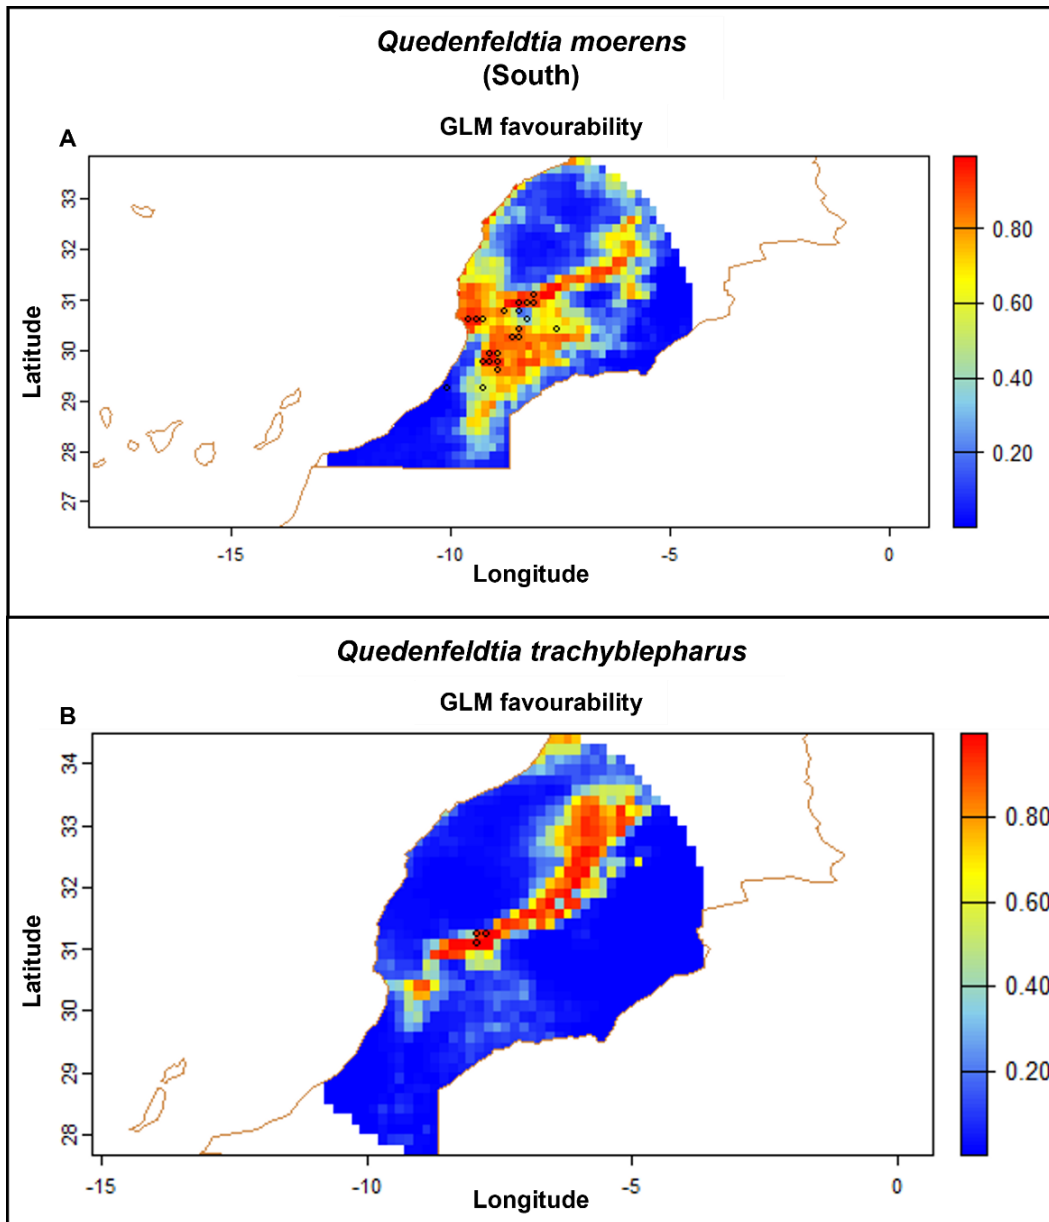 Quedenfeldtia moerens
(South)
GLM favourability
A
33
32
31
30
29
28
27
Latitude
0.80
0.60
0.40
0.20
-15
-10
-5
0
Longitude
Quedenfeldtia trachyblepharus
GLM favourability
B
34
33
32
31
30
29
28
Latitude
0.80
0.60
0.40
0.20
-15
-10
-5
0
Longitude